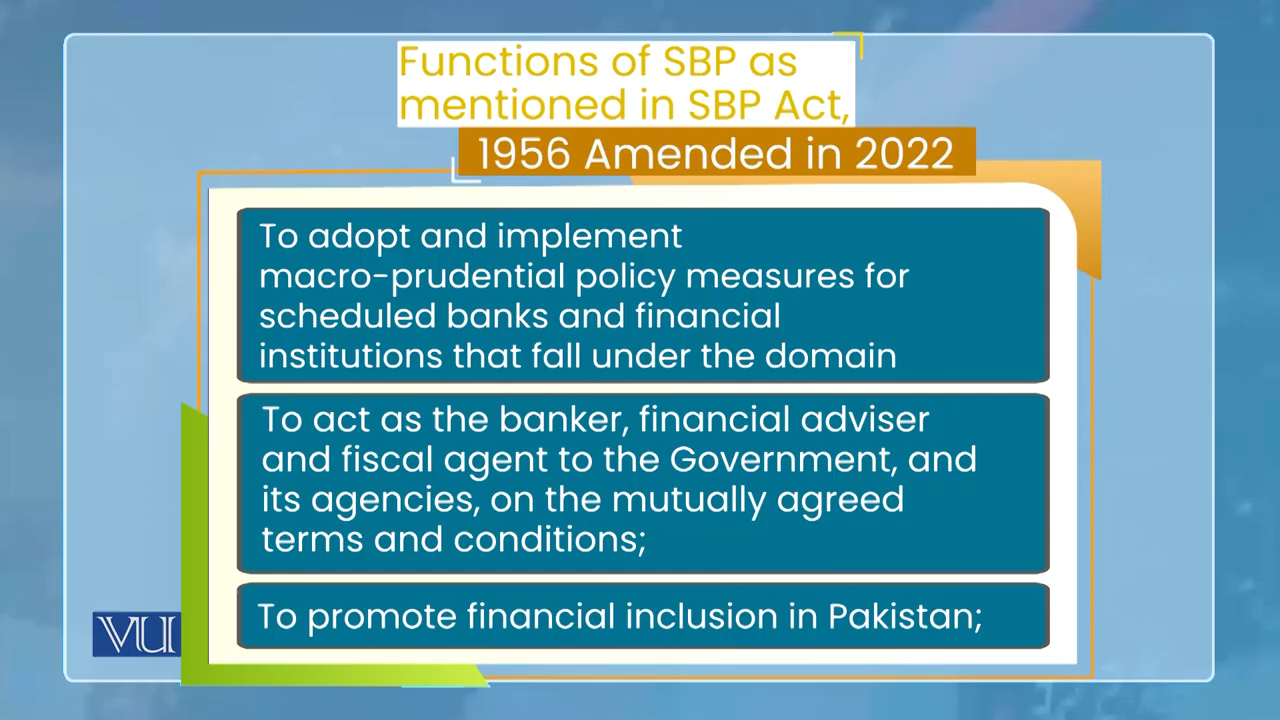 Functions of SBP as
mentioned in SBP Act,
1956 Amended in 2022
To adopt and implement
macro-prudential policy measures for
scheduled banks and financial
institutions that fall under the domain
To act as the banker, financial adviser
and fiscal agent to the Government, and
its agencies, on the mutually agreed
terms and conditions;
To promote financial inclusion in Pakistan;
VU